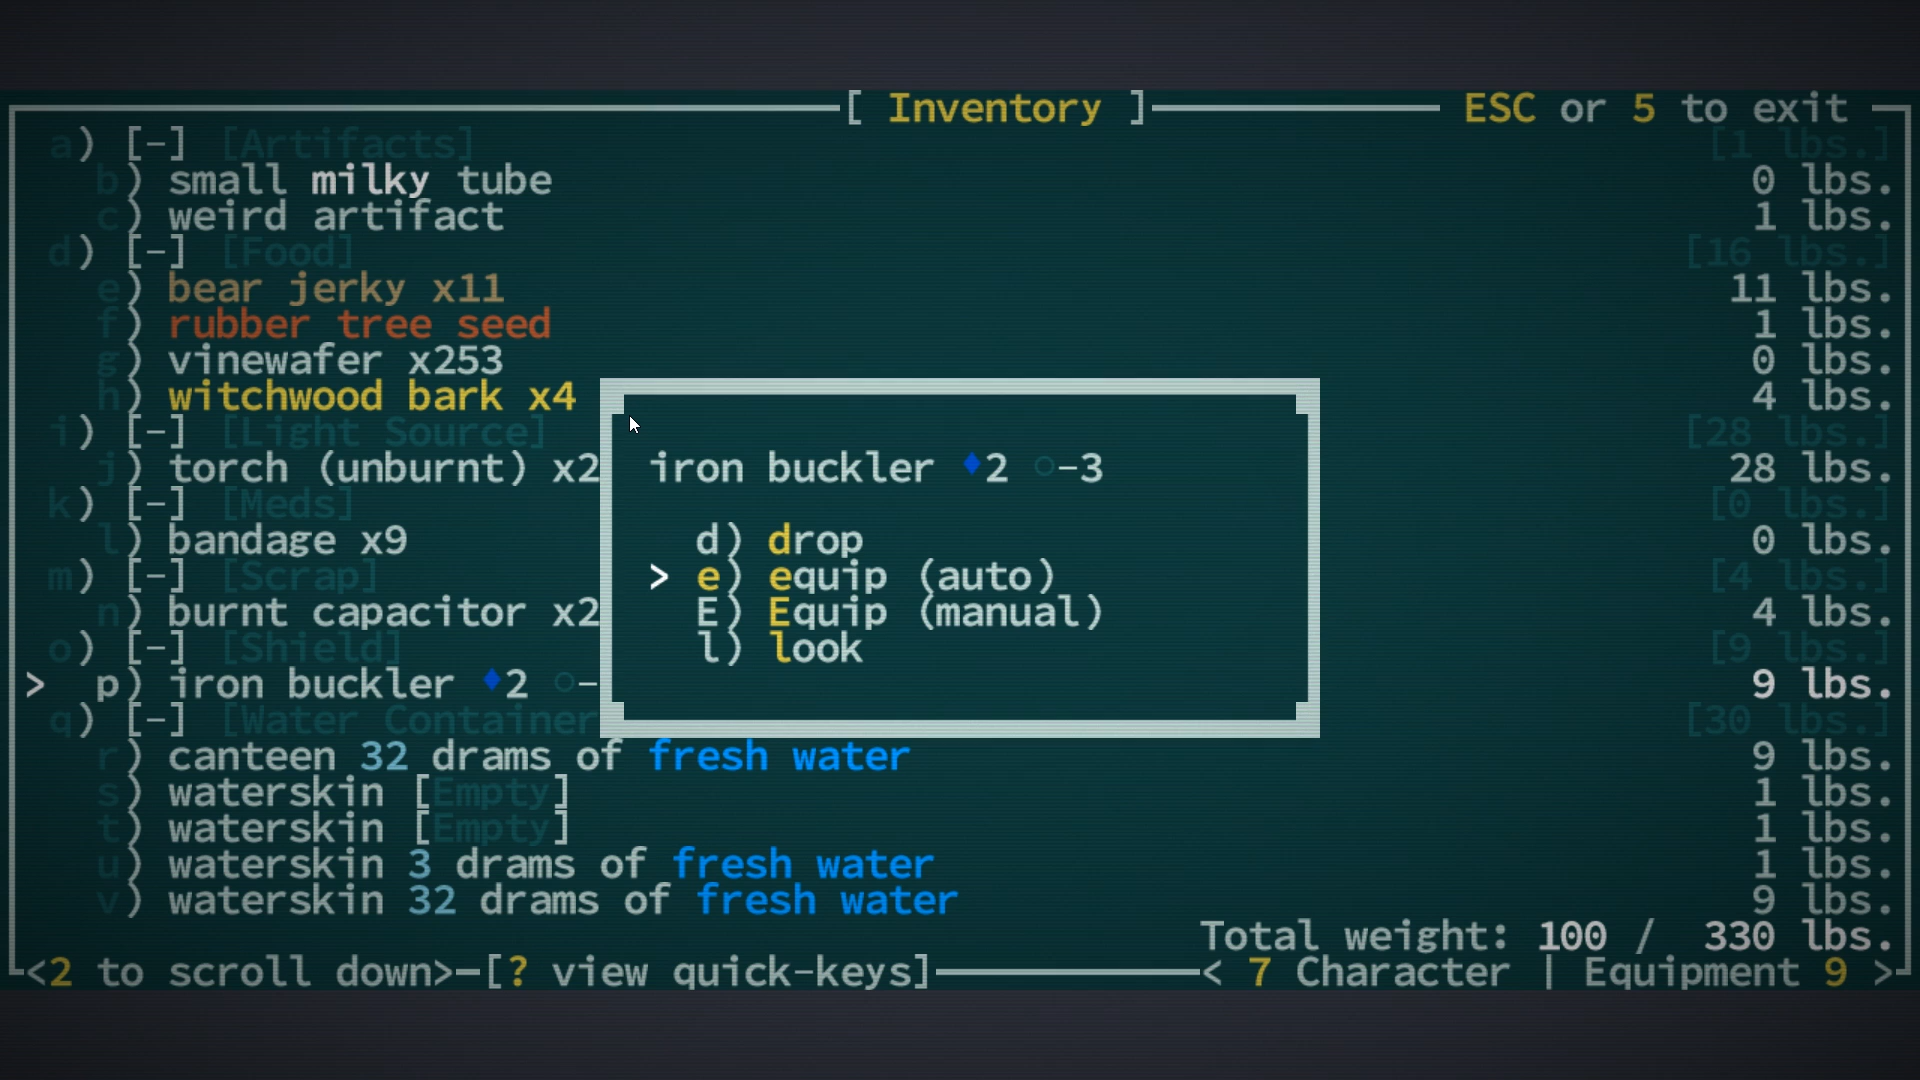 [ Inventory ] ESC or 5 to exit
a) [-] [Artifacts] [1 lbs.]
b) small milky tube 0 lbs.
c) weird artifact 1 lbs.
d) [-] [Food] [16 lbs.]
e) bear jerky x11 11 lbs.
f) rubber tree seed 1 lbs.
g) vinewafer x253 0 lbs.
h) witchwood bark x4 4 lbs.
i) [-] [Light Source] [28 lbs.]
j) torch (unburnt) x2 28 lbs.
k) [-] [Meds] [0 lbs.]
l) bandage x9 0 lbs.
m) [-] [Scrap] [4 lbs.]
n) burnt capacitor x2 4 lbs.
o) [-] [Shield] [9 lbs.]
> p) iron buckler ♦2 ○- 9 lbs.
q) [-] [Water Container [30 lbs.]
r) canteen 32 drams of fresh water 9 lbs.
s) waterskin [Empty] 1 lbs.
t) waterskin [Empty] 1 lbs.
u) waterskin 3 drams of fresh water 1 lbs.
v) waterskin 32 drams of fresh water 9 lbs.
Total weight: 100 / 330 lbs.
<2 to scroll down> [? view quick-keys] < 7 Character | Equipment 9 >
iron buckler ♦2 ○-3
d) drop
> e) equip (auto)
E) Equip (manual)
l) look